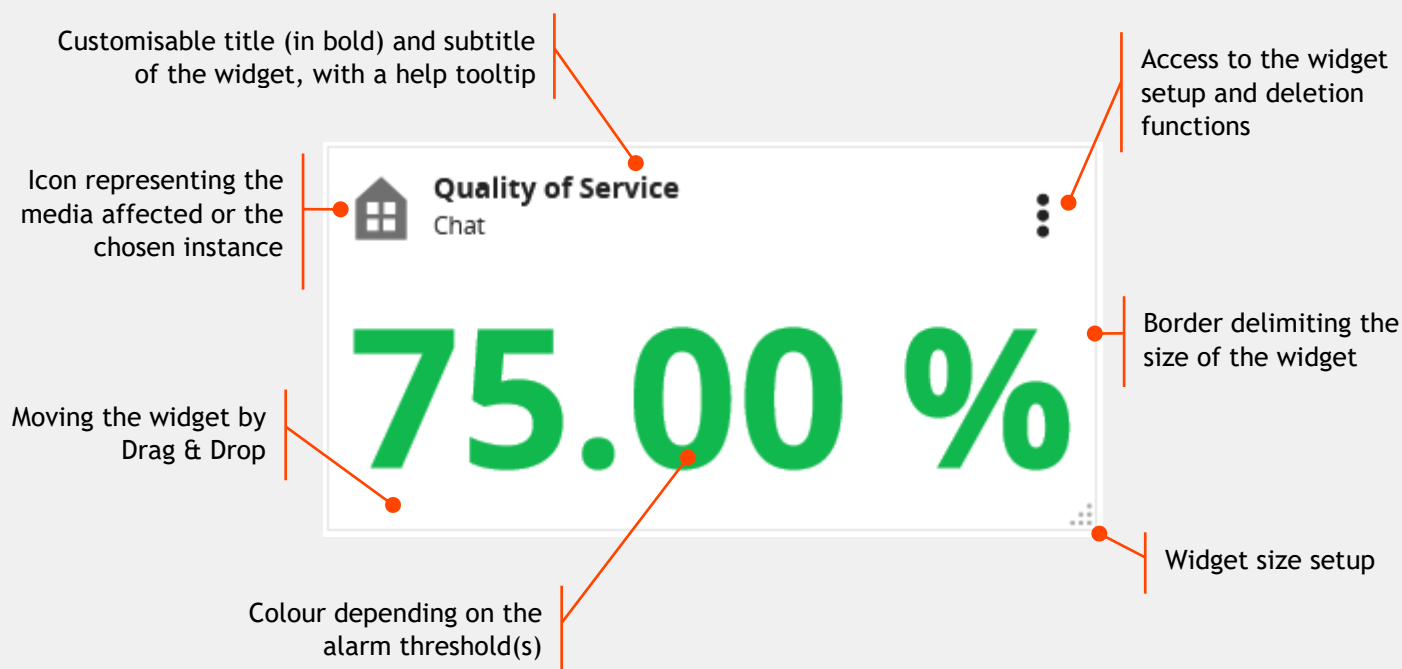 Customisable title (in bold) and subtitle
of the widget, with a help tooltip
Access to the widget
setup and deletion
functions
Icon representing the
media affected or the
chosen instance
Quality of Service
Chat
75.00 %
Border delimiting the
size of the widget
Moving the widget by
Drag & Drop
Widget size setup
Colour depending on the
alarm threshold(s)